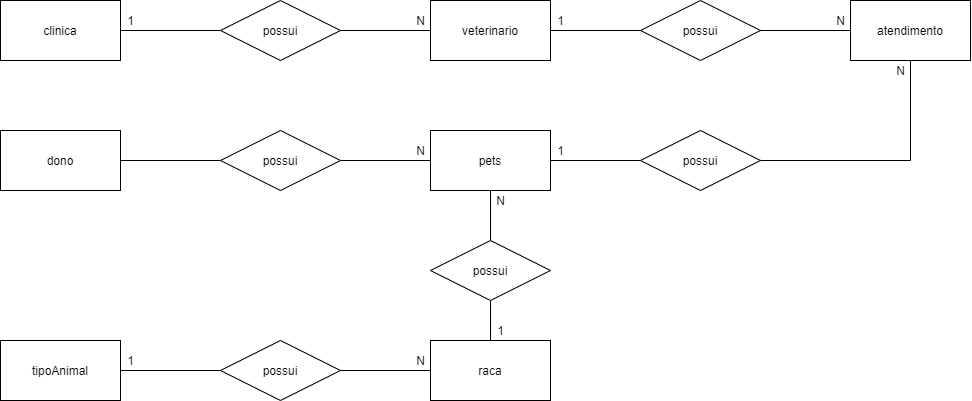 clinica 1 possui N veterinario 1 possui N atendimento
N
dono possui N pets 1 possui
N
possui
1
tipoAnimal 1 possui N raca